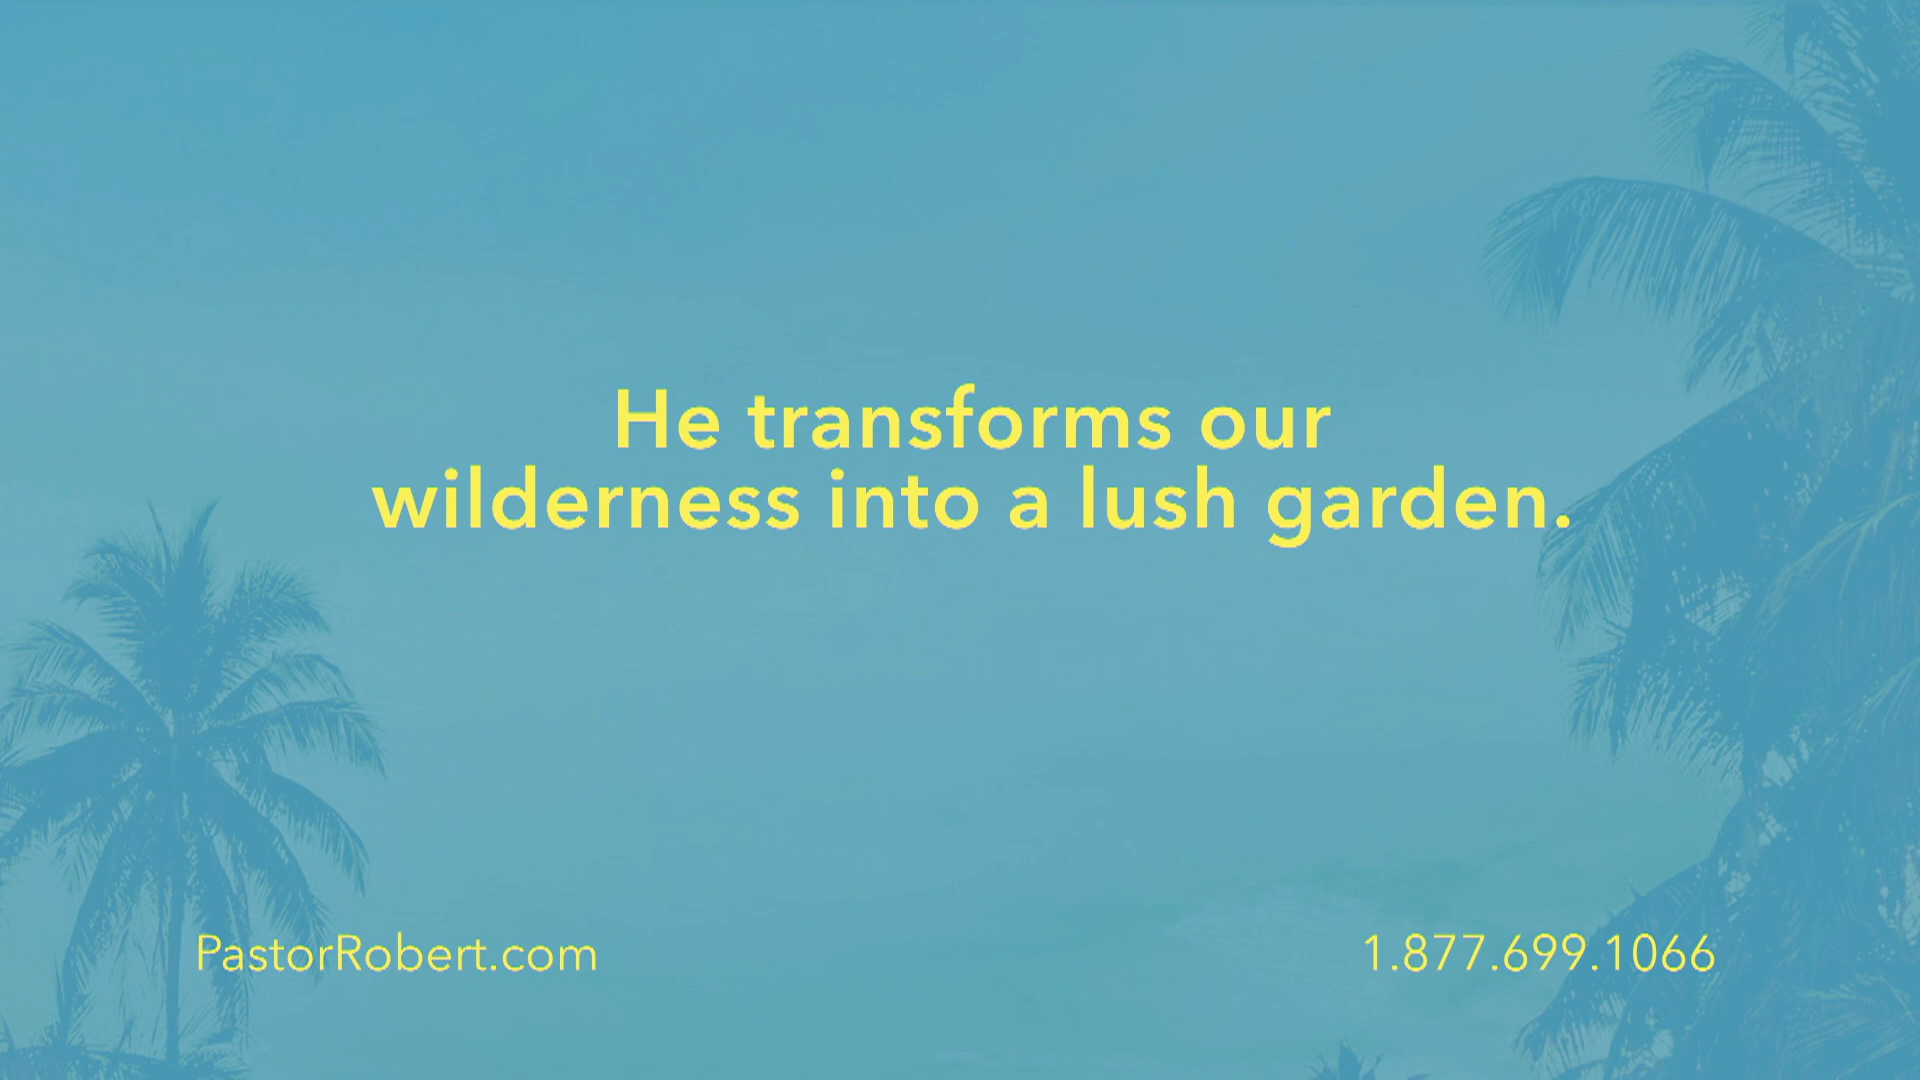 He transforms our
wilderness into a lush garden.
PastorRobert.com
1.877.699.1066